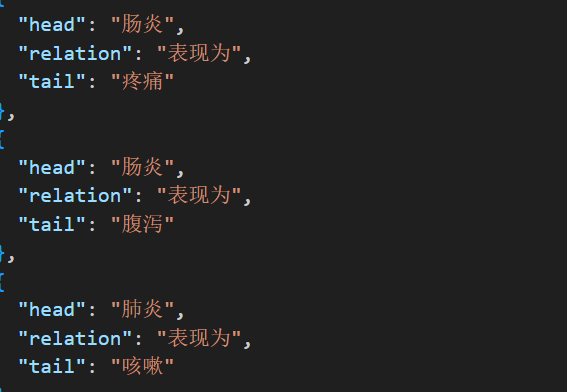 "head": "肠炎",
"relation": "表现为",
"tail": "疼痛"
},
{
"head": "肠炎",
"relation": "表现为",
"tail": "腹泻"
},
{
"head": "肺炎",
"relation": "表现为",
"tail": "咳嗽"